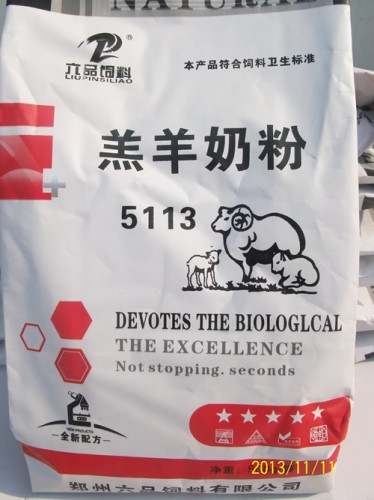 NATURAL
®
六品饲料
LIUPINSILIAO
本产品符合饲料卫生标准
羔羊奶粉
5113
DEVOTES THE BIOLOGLCAL
THE EXCELLENCE
Not stopping. seconds
NEW PRODUCTS
全新配方
净重:
2013/11/11
郑州六品饲料有限公司